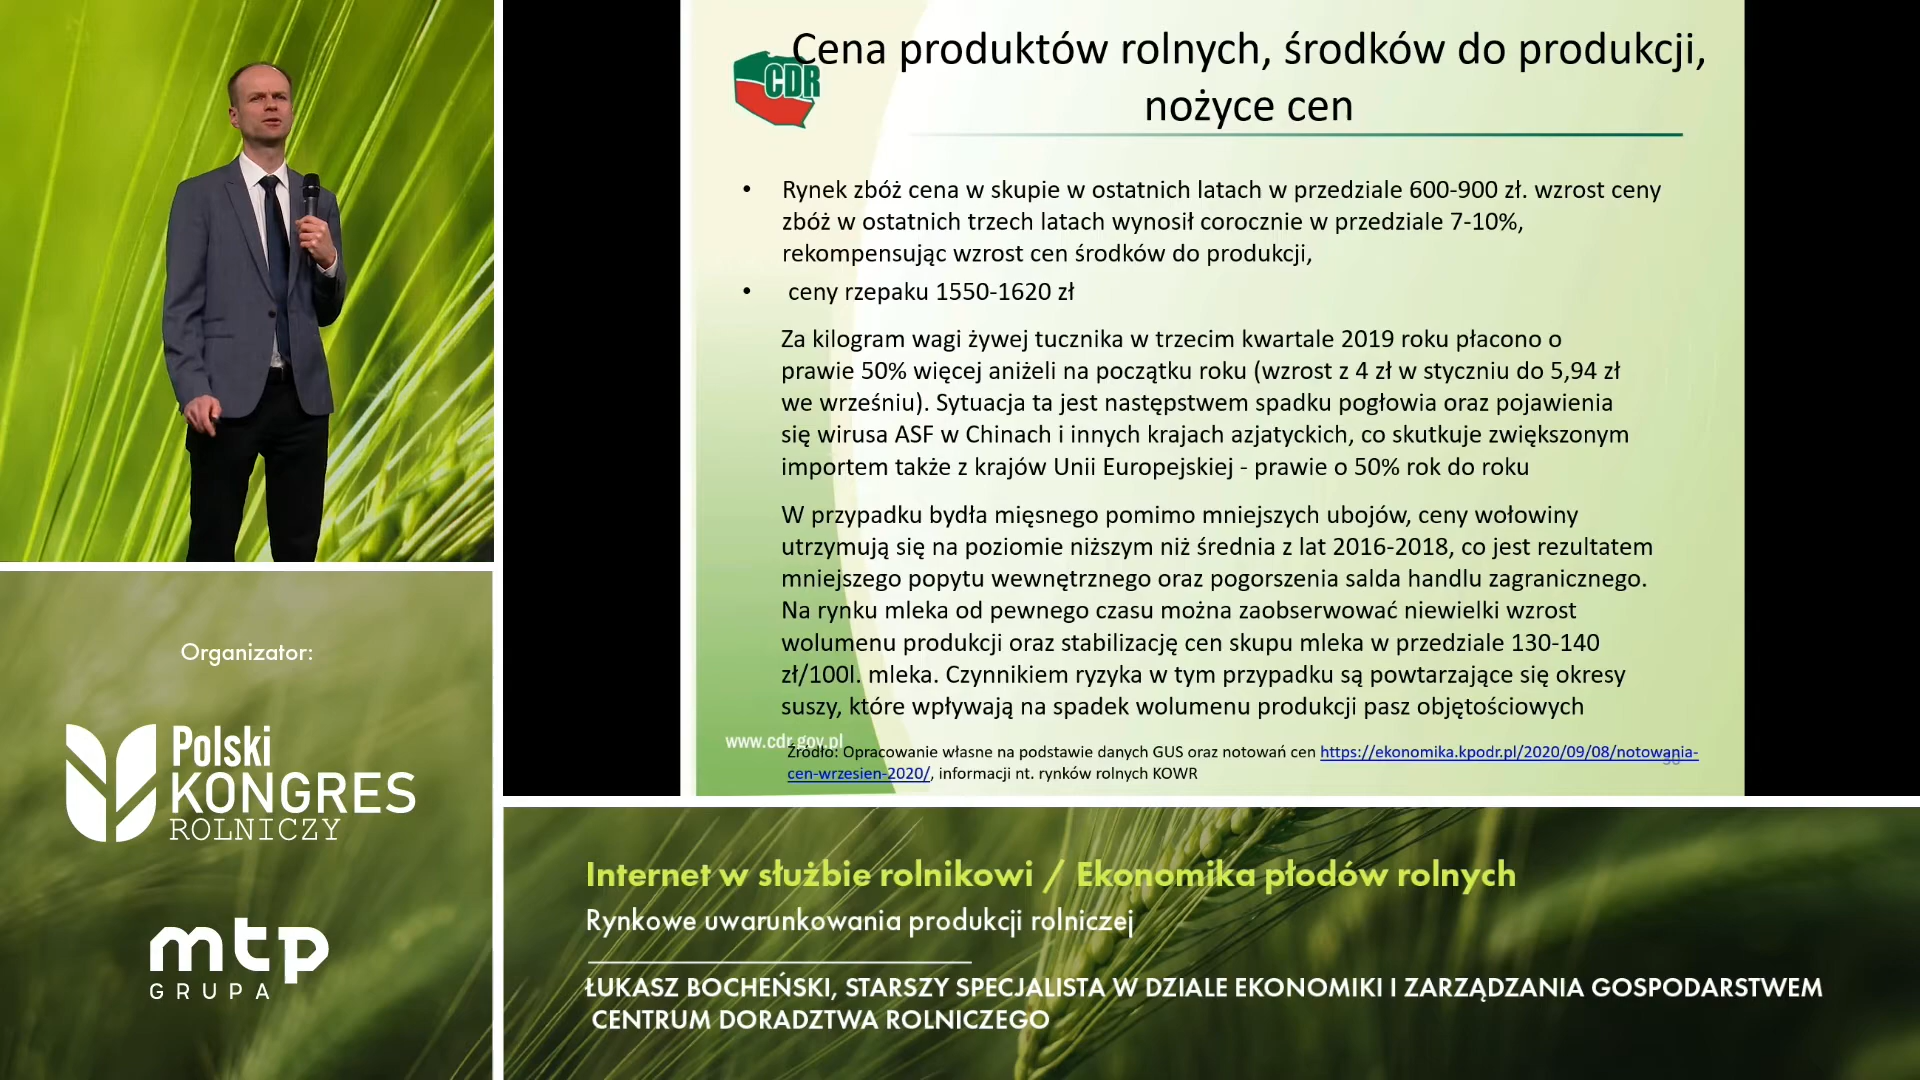 CDR
Cena produktów rolnych, środków do produkcji,
nożyce cen
• Rynek zbóż cena w skupie w ostatnich latach w przedziale 600-900 zł. wzrost ceny
zbóż w ostatnich trzech latach wynosił corocznie w przedziale 7-10%,
rekompensując wzrost cen środków do produkcji,
• ceny rzepaku 1550-1620 zł
Za kilogram wagi żywej tucznika w trzecim kwartale 2019 roku płacono o
prawie 50% więcej aniżeli na początku roku (wzrost z 4 zł w styczniu do 5,94 zł
we wrześniu). Sytuacja ta jest następstwem spadku pogłowia oraz pojawienia
się wirusa ASF w Chinach i innych krajach azjatyckich, co skutkuje zwiększonym
importem także z krajów Unii Europejskiej - prawie o 50% rok do roku
W przypadku bydła mięsnego pomimo mniejszych ubojów, ceny wołowiny
utrzymują się na poziomie niższym niż średnia z lat 2016-2018, co jest rezultatem
mniejszego popytu wewnętrznego oraz pogorszenia salda handlu zagranicznego.
Na rynku mleka od pewnego czasu można zaobserwować niewielki wzrost
wolumenu produkcji oraz stabilizację cen skupu mleka w przedziale 130-140
zł/100l. mleka. Czynnikiem ryzyka w tym przypadku są powtarzające się okresy
suszy, które wpływają na spadek wolumenu produkcji pasz objętościowych
www.cdr.gov.pl
Źródło: Opracowanie własne na podstawie danych GUS oraz notowań cen https://ekonomika.kpodr.pl/2020/09/08/notowania-
cen-wrzesien-2020/, informacji nt. rynków rolnych KOWR
Organizator:
Polski
KONGRES
ROLNICZY
mtp
GRUPA
Internet w służbie rolnikowi / Ekonomika płodów rolnych
Rynkowe uwarunkowania produkcji rolniczej
ŁUKASZ BOCHEŃSKI, STARSZY SPECJALISTA W DZIALE EKONOMIKI I ZARZĄDZANIA GOSPODARSTWEM
CENTRUM DORADZTWA ROLNICZEGO